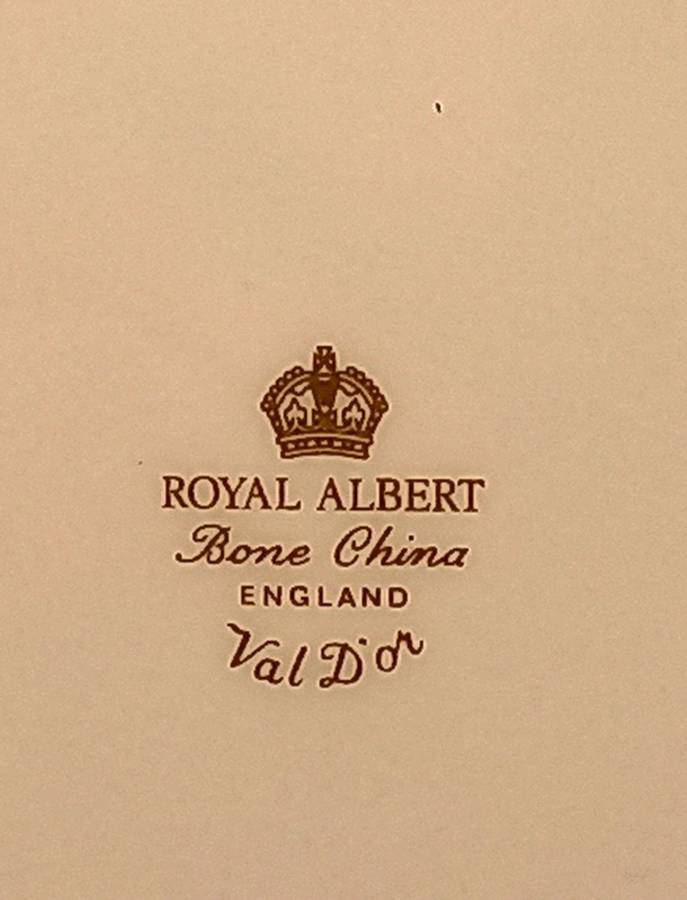 ROYAL ALBERT
Bone China
ENGLAND
Val D'or